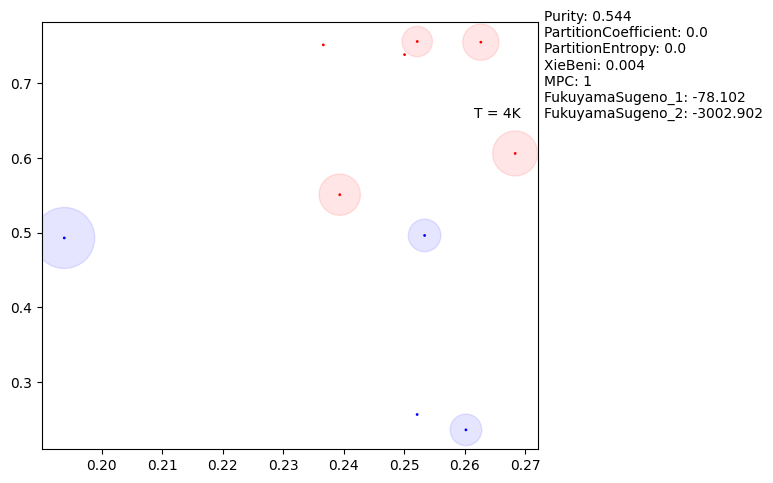 Purity: 0.544
PartitionCoefficient: 0.0
PartitionEntropy: 0.0
XieBeni: 0.004
MPC: 1
FukuyamaSugeno_1: -78.102
FukuyamaSugeno_2: -3002.902
T = 4K
0.7
0.6
0.5
0.4
0.3
0.20 0.21 0.22 0.23 0.24 0.25 0.26 0.27